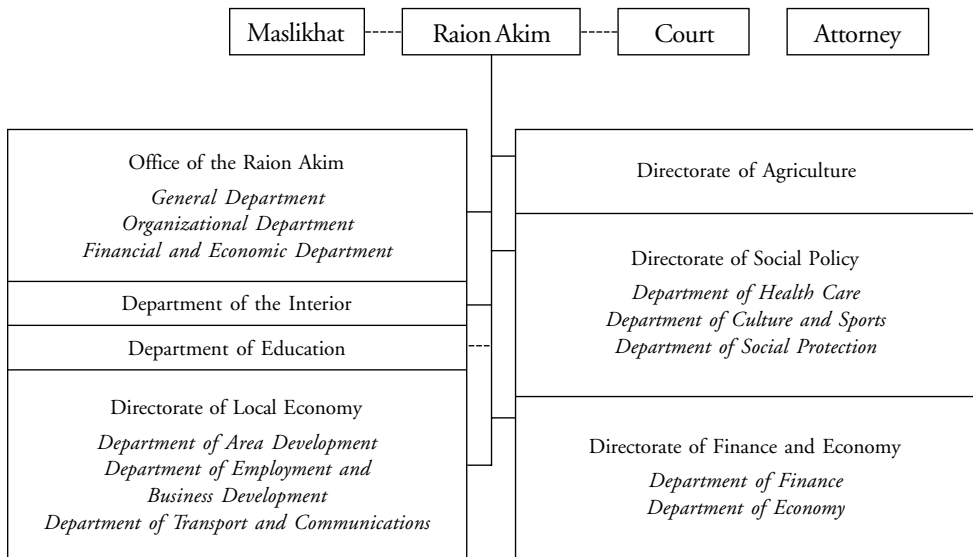 Maslikhat
Raion Akim
Court
Attorney
Office of the Raion Akim
General Department
Organizational Department
Financial and Economic Department
Department of the Interior
Department of Education
Directorate of Local Economy
Department of Area Development
Department of Employment and
Business Development
Department of Transport and Communications
Directorate of Agriculture
Directorate of Social Policy
Department of Health Care
Department of Culture and Sports
Department of Social Protection
Directorate of Finance and Economy
Department of Finance
Department of Economy